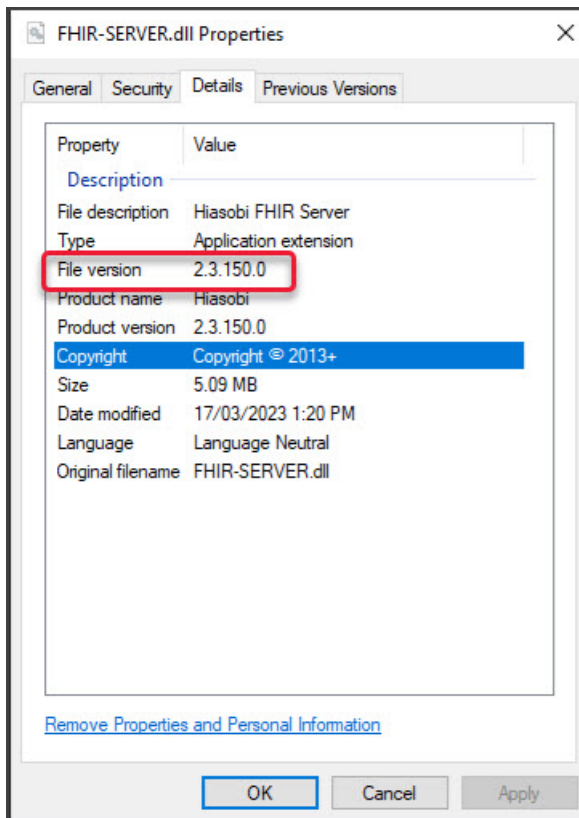 FHIR-SERVER.dll Properties
General Security Details Previous Versions
Property Value
Description
File description Hiasobi FHIR Server
Type Application extension
File version 2.3.150.0
Product name Hiasobi
Product version 2.3.150.0
Copyright Copyright © 2013+
Size 5.09 MB
Date modified 17/03/2023 1:20 PM
Language Language Neutral
Original filename FHIR-SERVER.dll
Remove Properties and Personal Information
OK Cancel Apply